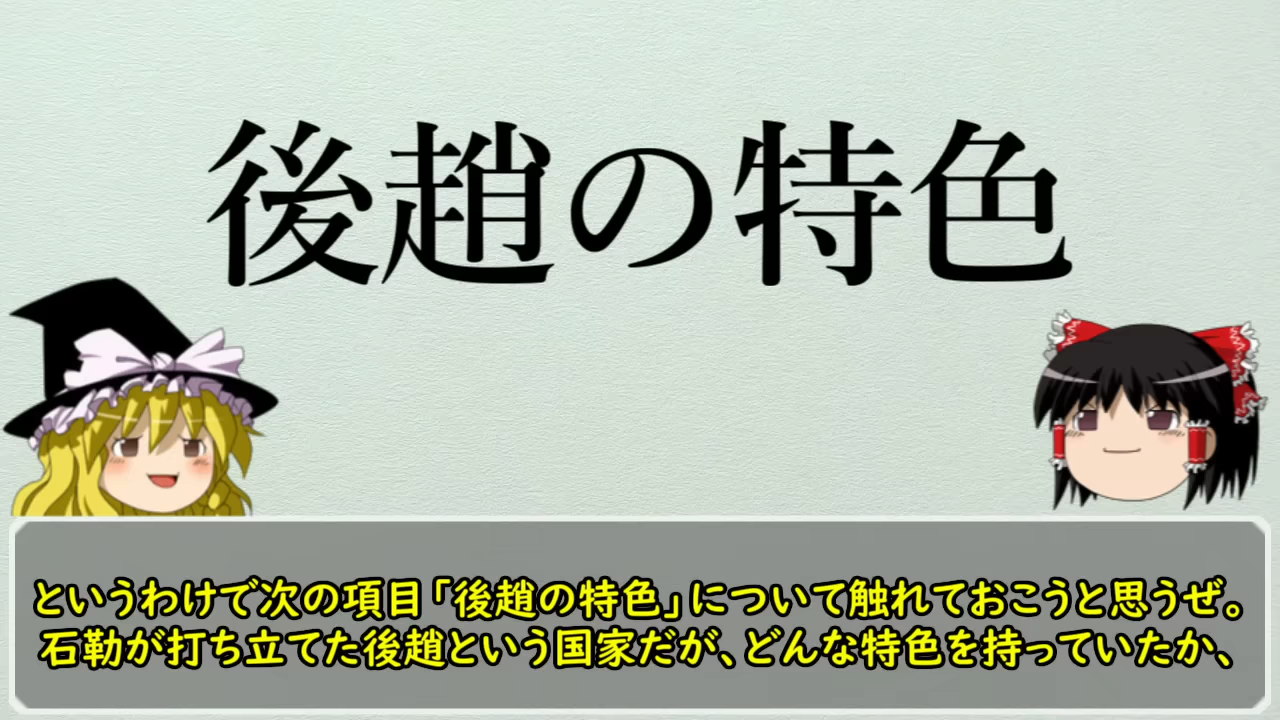 後趙の特色
というわけで次の項目「後趙の特色」について触れておこうと思うぜ。
石勒が打ち立てた後趙という国家だが、どんな特色を持っていたか、